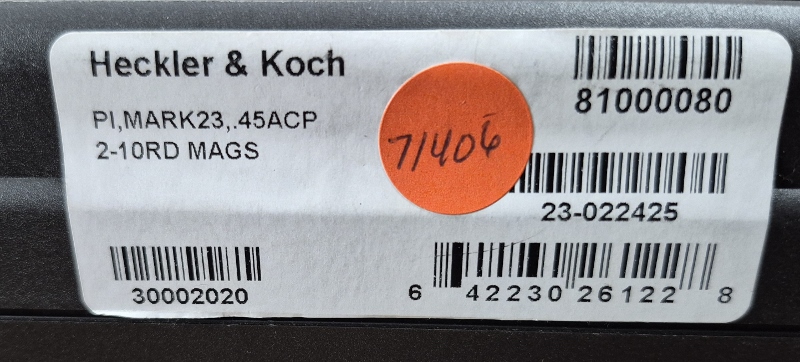 Heckler & Koch
PI,MARK23,.45ACP
2-10RD MAGS
81000080
71406
23-022425
30002020
6 42230 26122 8